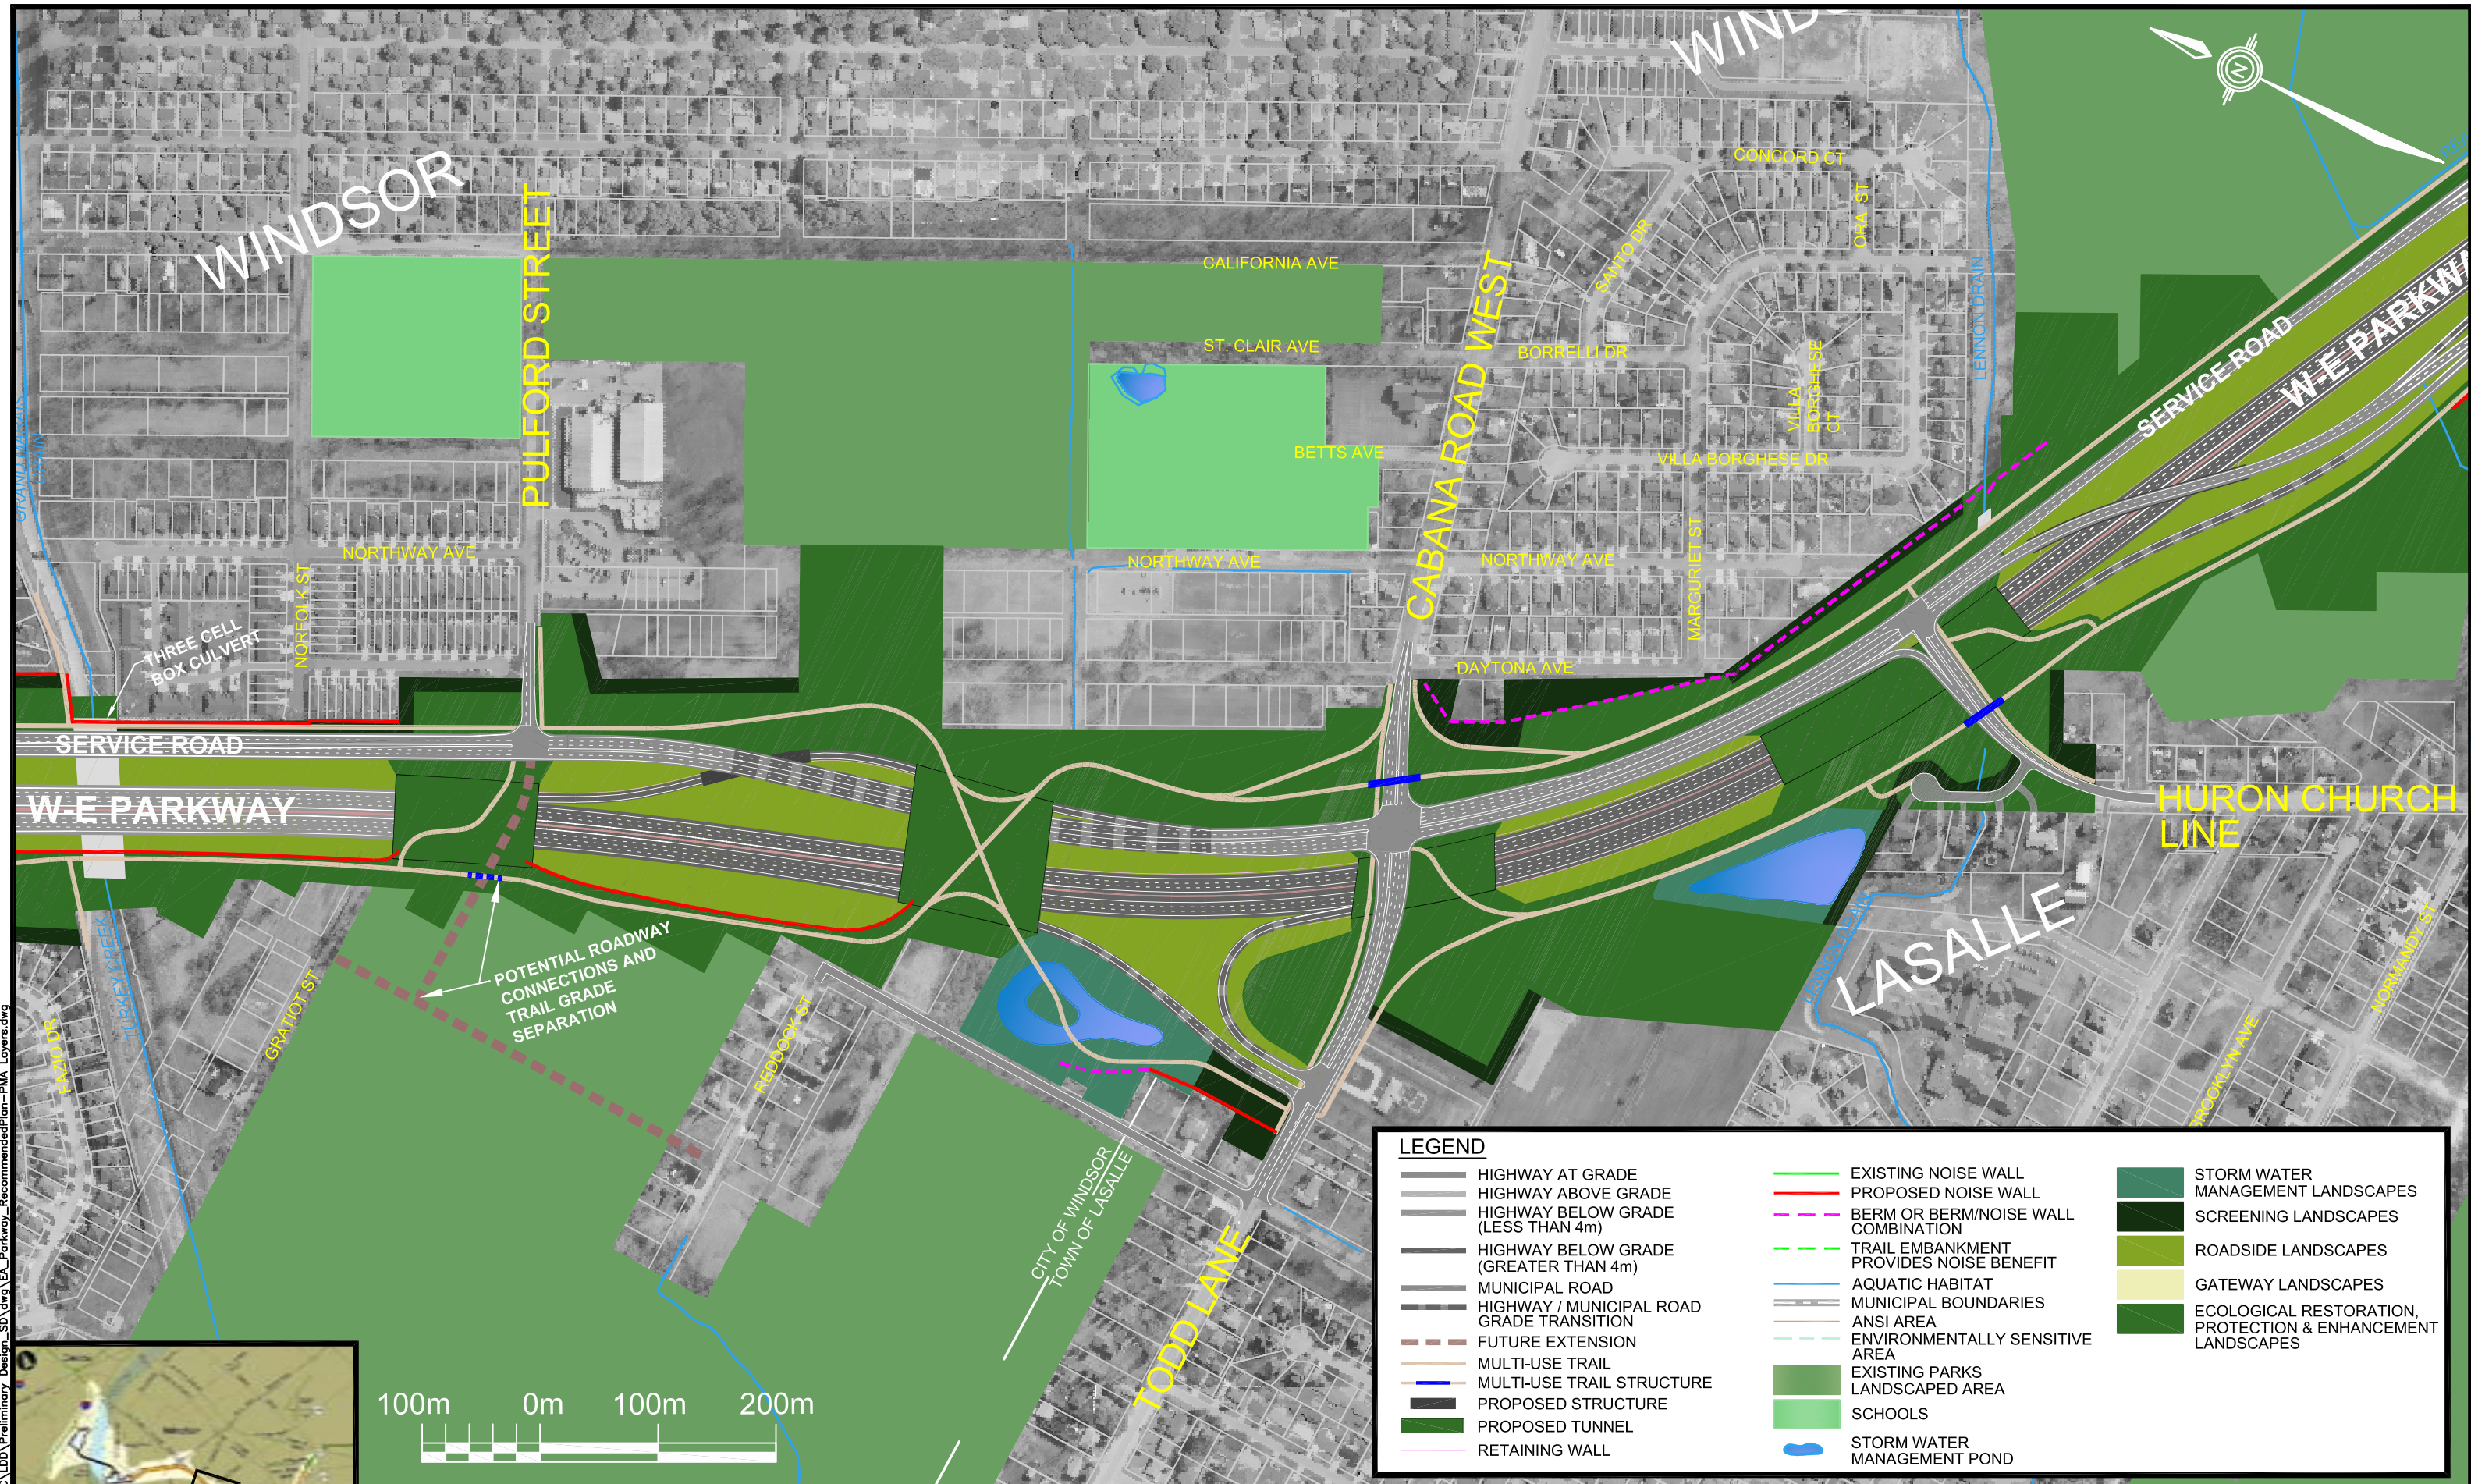 WINDSOR
CONCORD CT
ORA ST
WINDSOR
PULFORD STREET
CALIFORNIA AVE
SANTO DR
LENNON DRAIN
CABANA ROAD WEST
ST. CLAIR AVE
BORRELLI DR
VILLA
BORGHESE
CT
SERVICE ROAD
GRAND MARAIS
DRAIN
BETTS AVE
VILLA BORGHESE DR
NORTHWAY AVE
NORTHWAY AVE
NORTHWAY AVE
NORFOLK ST
MARGURIET ST
THREE CELL
BOX CULVERT
DAYTONA AVE
SERVICE ROAD
W-E PARKWAY
HURON CHURCH
LINE
TURKEY CREEK
GRATIOT ST
FAZIO DR
POTENTIAL ROADWAY
CONNECTIONS AND
TRAIL GRADE
SEPARATION
REDDOCK ST
LENNON DRAIN
LASALLE
NORMANDY ST
BROOKLYN AVE
CITY OF WINDSOR
TOWN OF LASALLE
TODD LANE
100m 0m 100m 200m
LEGEND
HIGHWAY AT GRADE
HIGHWAY ABOVE GRADE
HIGHWAY BELOW GRADE
(LESS THAN 4m)
HIGHWAY BELOW GRADE
(GREATER THAN 4m)
MUNICIPAL ROAD
HIGHWAY / MUNICIPAL ROAD
GRADE TRANSITION
FUTURE EXTENSION
MULTI-USE TRAIL
MULTI-USE TRAIL STRUCTURE
PROPOSED STRUCTURE
PROPOSED TUNNEL
RETAINING WALL
EXISTING NOISE WALL
PROPOSED NOISE WALL
BERM OR BERM/NOISE WALL
COMBINATION
TRAIL EMBANKMENT
PROVIDES NOISE BENEFIT
AQUATIC HABITAT
MUNICIPAL BOUNDARIES
ANSI AREA
ENVIRONMENTALLY SENSITIVE
AREA
EXISTING PARKS
LANDSCAPED AREA
SCHOOLS
STORM WATER
MANAGEMENT POND
STORM WATER
MANAGEMENT LANDSCAPES
SCREENING LANDSCAPES
ROADSIDE LANDSCAPES
GATEWAY LANDSCAPES
ECOLOGICAL RESTORATION,
PROTECTION & ENHANCEMENT
LANDSCAPES